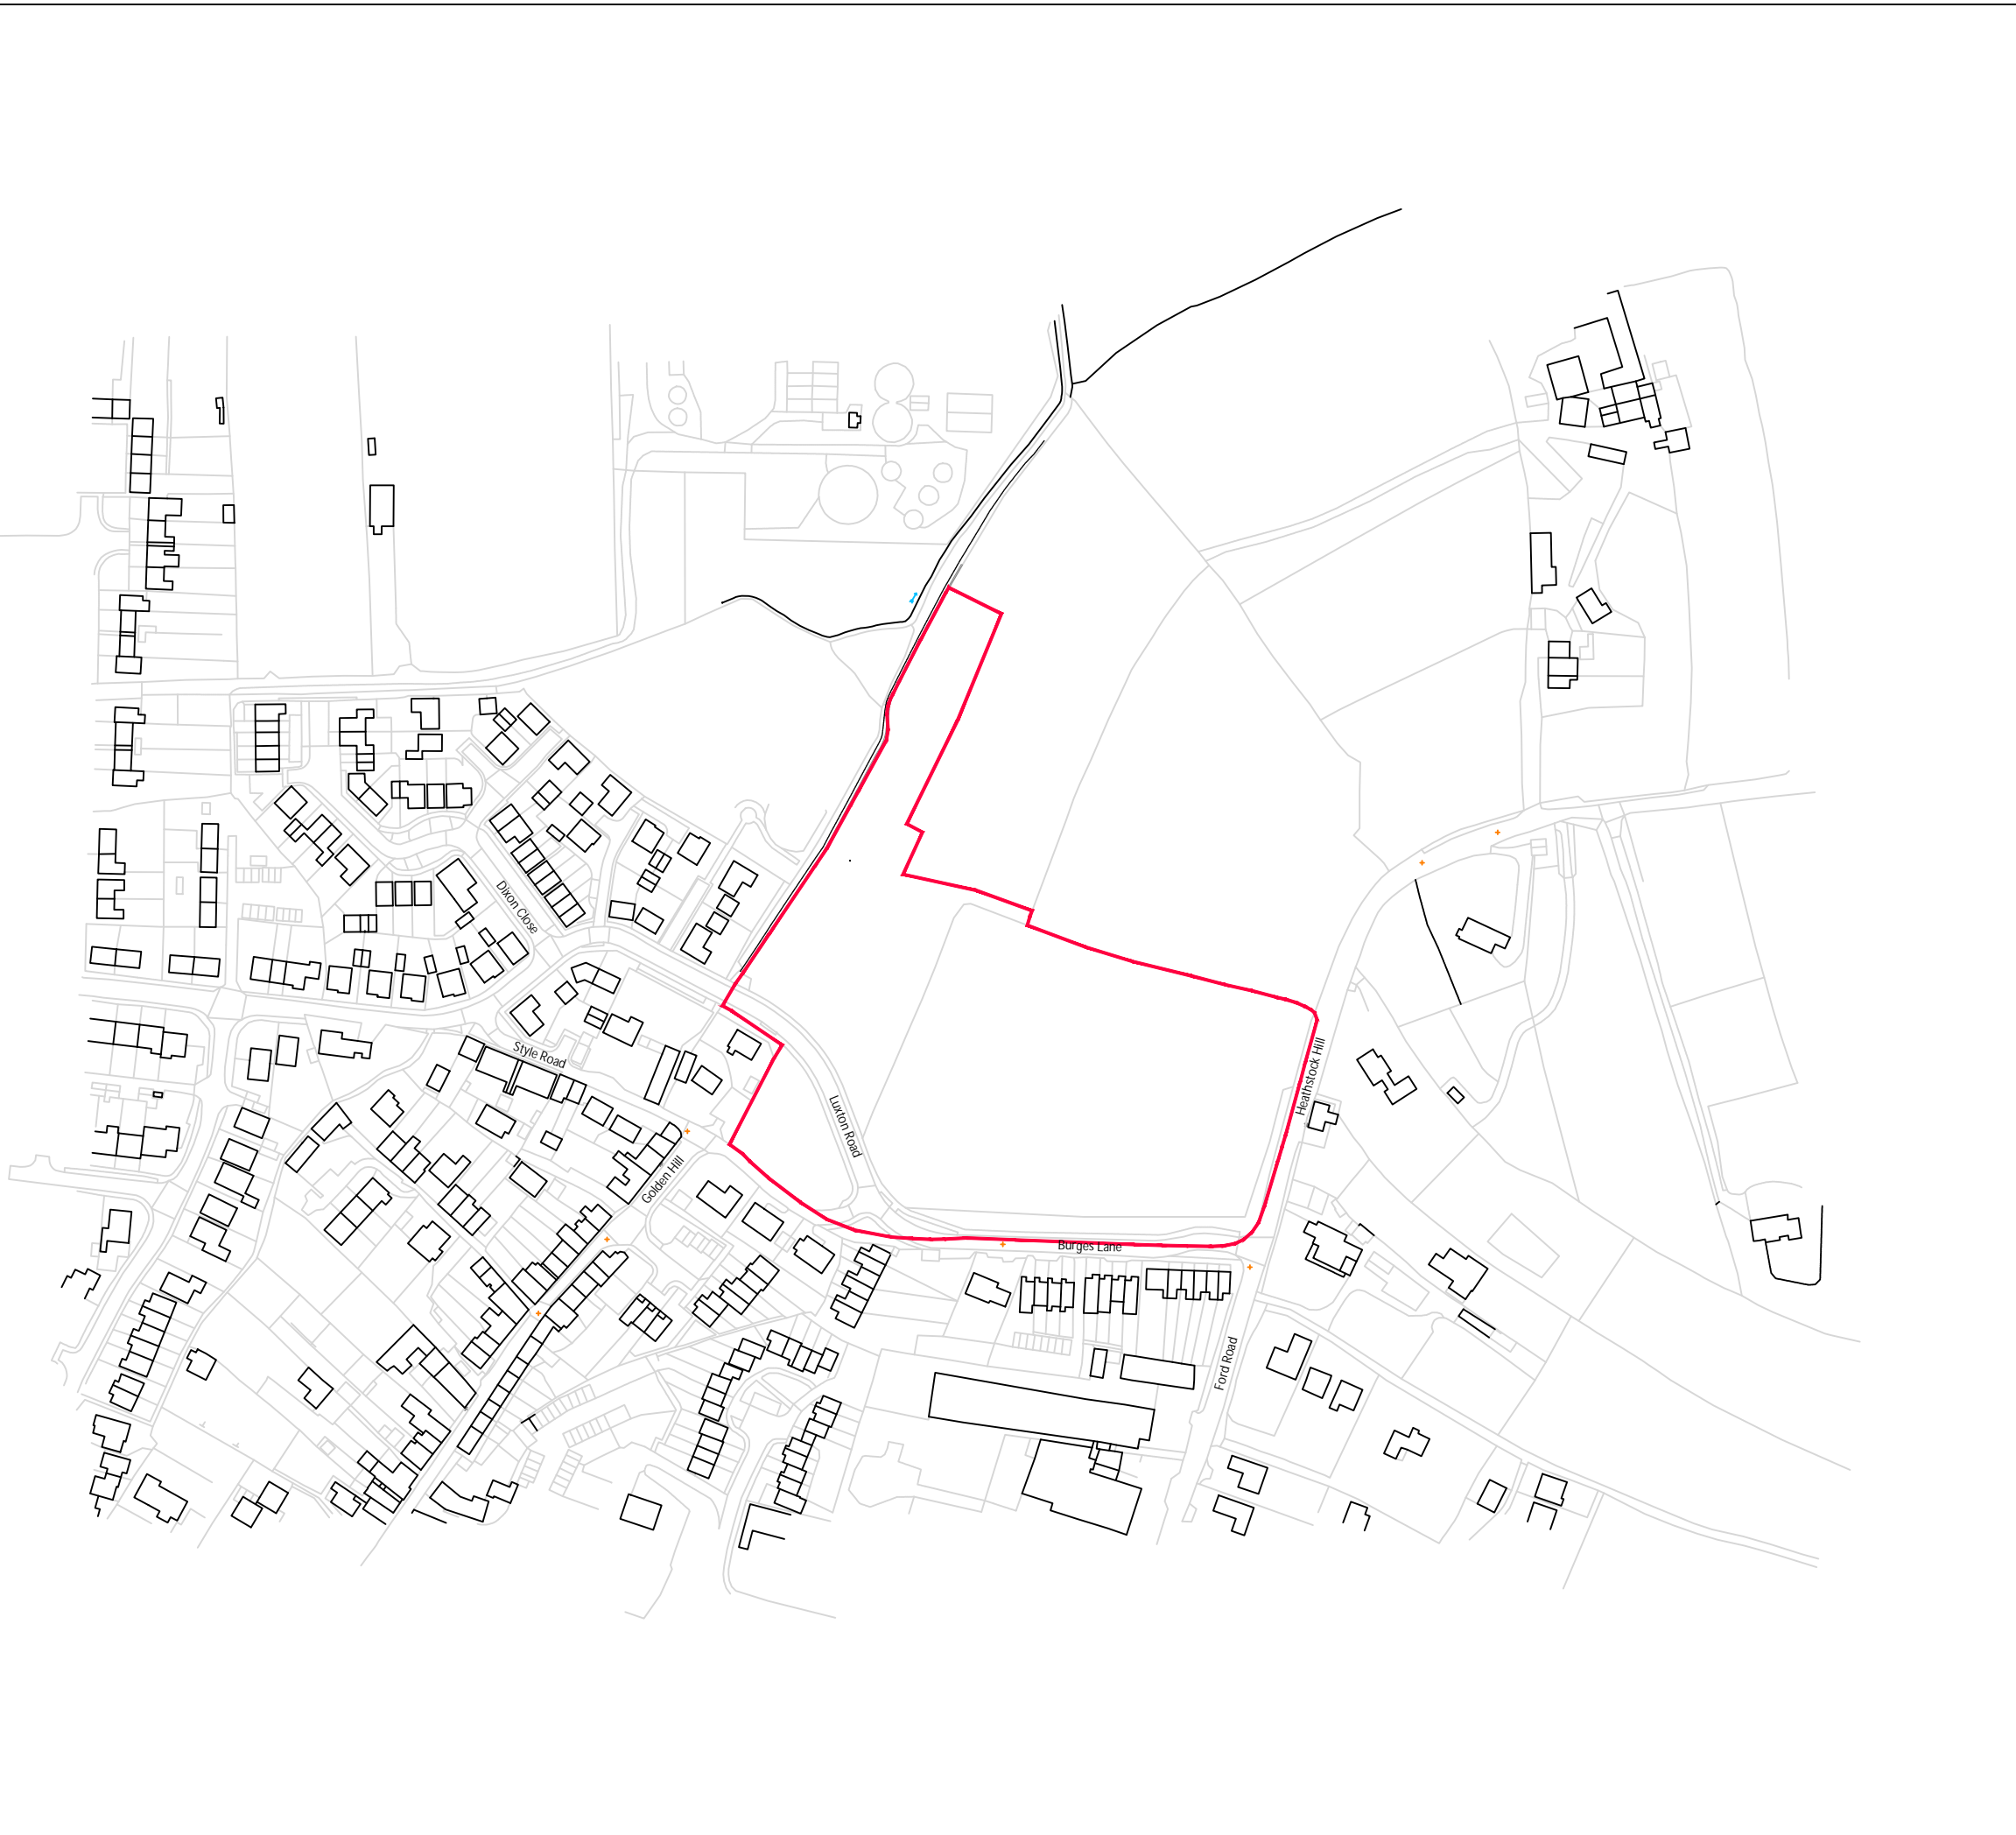 Dixon Close
Style Road
Heathstock Hill
Luxton Road
Golden Hill
Burges Lane
Ford Road